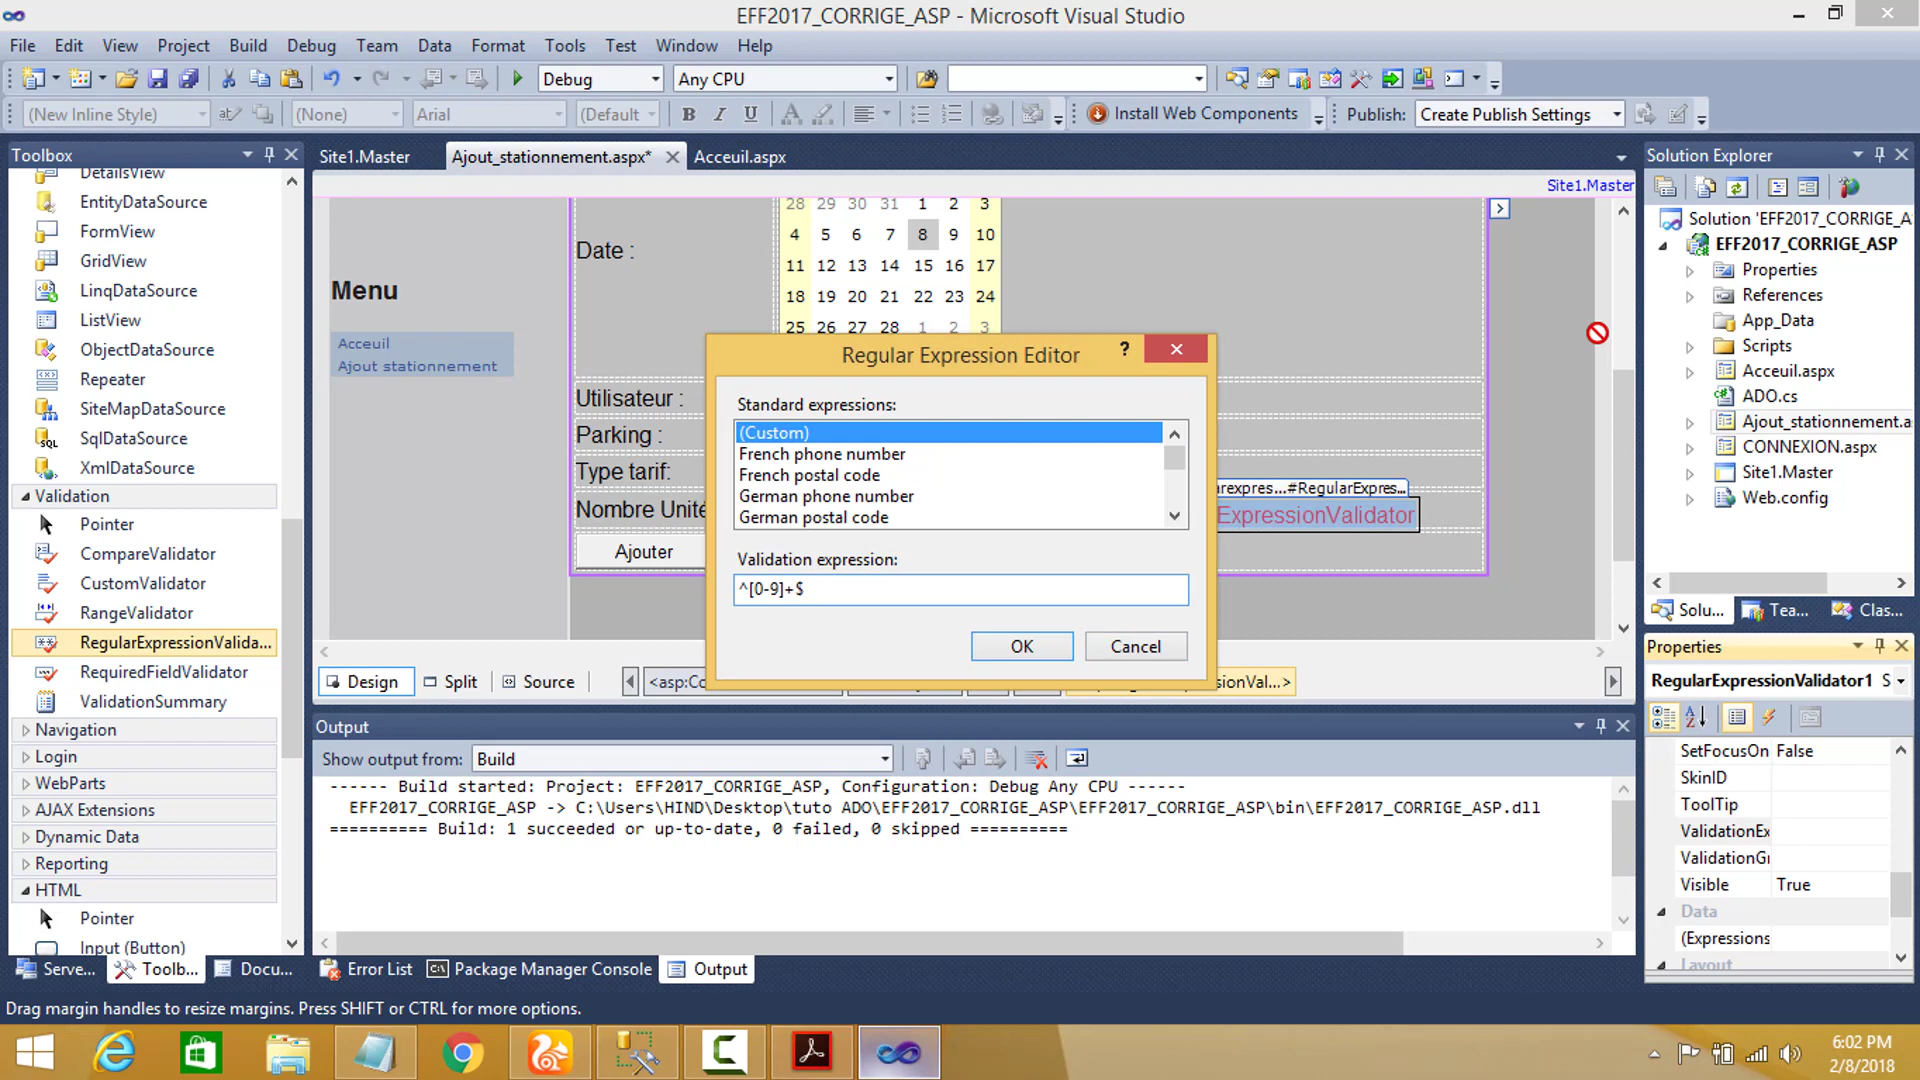 EFF2017_CORRIGE_ASP - Microsoft Visual Studio
File Edit View Project Build Debug Team Data Format Tools Test Window Help
Debug Any CPU
(New Inline Style) (None) Arial (Default B I U A Install Web Components Publish: Create Publish Settings
Toolbox
DetailsView
EntityDataSource
FormView
GridView
LinqDataSource
ListView
ObjectDataSource
Repeater
SiteMapDataSource
SqlDataSource
XmlDataSource
Validation
Pointer
CompareValidator
CustomValidator
RangeValidator
RegularExpressionValida...
RequiredFieldValidator
ValidationSummary
Navigation
Login
WebParts
AJAX Extensions
Dynamic Data
Reporting
HTML
Pointer
Input (Button)
Serve... Toolb... Docu...
Site1.Master Ajout_stationnement.aspx* Acceuil.aspx
Site1.Master
Menu
Acceuil
Ajout stationnement
Date :
28 29 30 31 1 2 3
4 5 6 7 8 9 10
11 12 13 14 15 16 17
18 19 20 21 22 23 24
25 26 27 28 1 2 3
Utilisateur :
Parking :
Type tarif:
Nombre Unité
Ajouter
arexpres...#RegularExpres...
ExpressionValidator
Regular Expression Editor
?
Standard expressions:
(Custom)
French phone number
French postal code
German phone number
German postal code
Validation expression:
^[0-9]+$
OK Cancel
Design Split Source <asp:Co ionVal...>
Output
Show output from: Build
------ Build started: Project: EFF2017_CORRIGE_ASP, Configuration: Debug Any CPU ------
EFF2017_CORRIGE_ASP -> C:\Users\HIND\Desktop\tuto ADO\EFF2017_CORRIGE_ASP\EFF2017_CORRIGE_ASP\bin\EFF2017_CORRIGE_ASP.dll
========== Build: 1 succeeded or up-to-date, 0 failed, 0 skipped ==========
Error List Package Manager Console Output
Solution Explorer
Solution 'EFF2017_CORRIGE_A
EFF2017_CORRIGE_ASP
Properties
References
App_Data
Scripts
Acceuil.aspx
ADO.cs
Ajout_stationnement.a
CONNEXION.aspx
Site1.Master
Web.config
Solu... Tea... Clas...
Properties
RegularExpressionValidator1 S
SetFocusOn False
SkinID
ToolTip
ValidationEx
ValidationGr
Visible True
Data
(Expressions
Layout
Drag margin handles to resize margins. Press SHIFT or CTRL for more options.
6:02 PM
2/8/2018